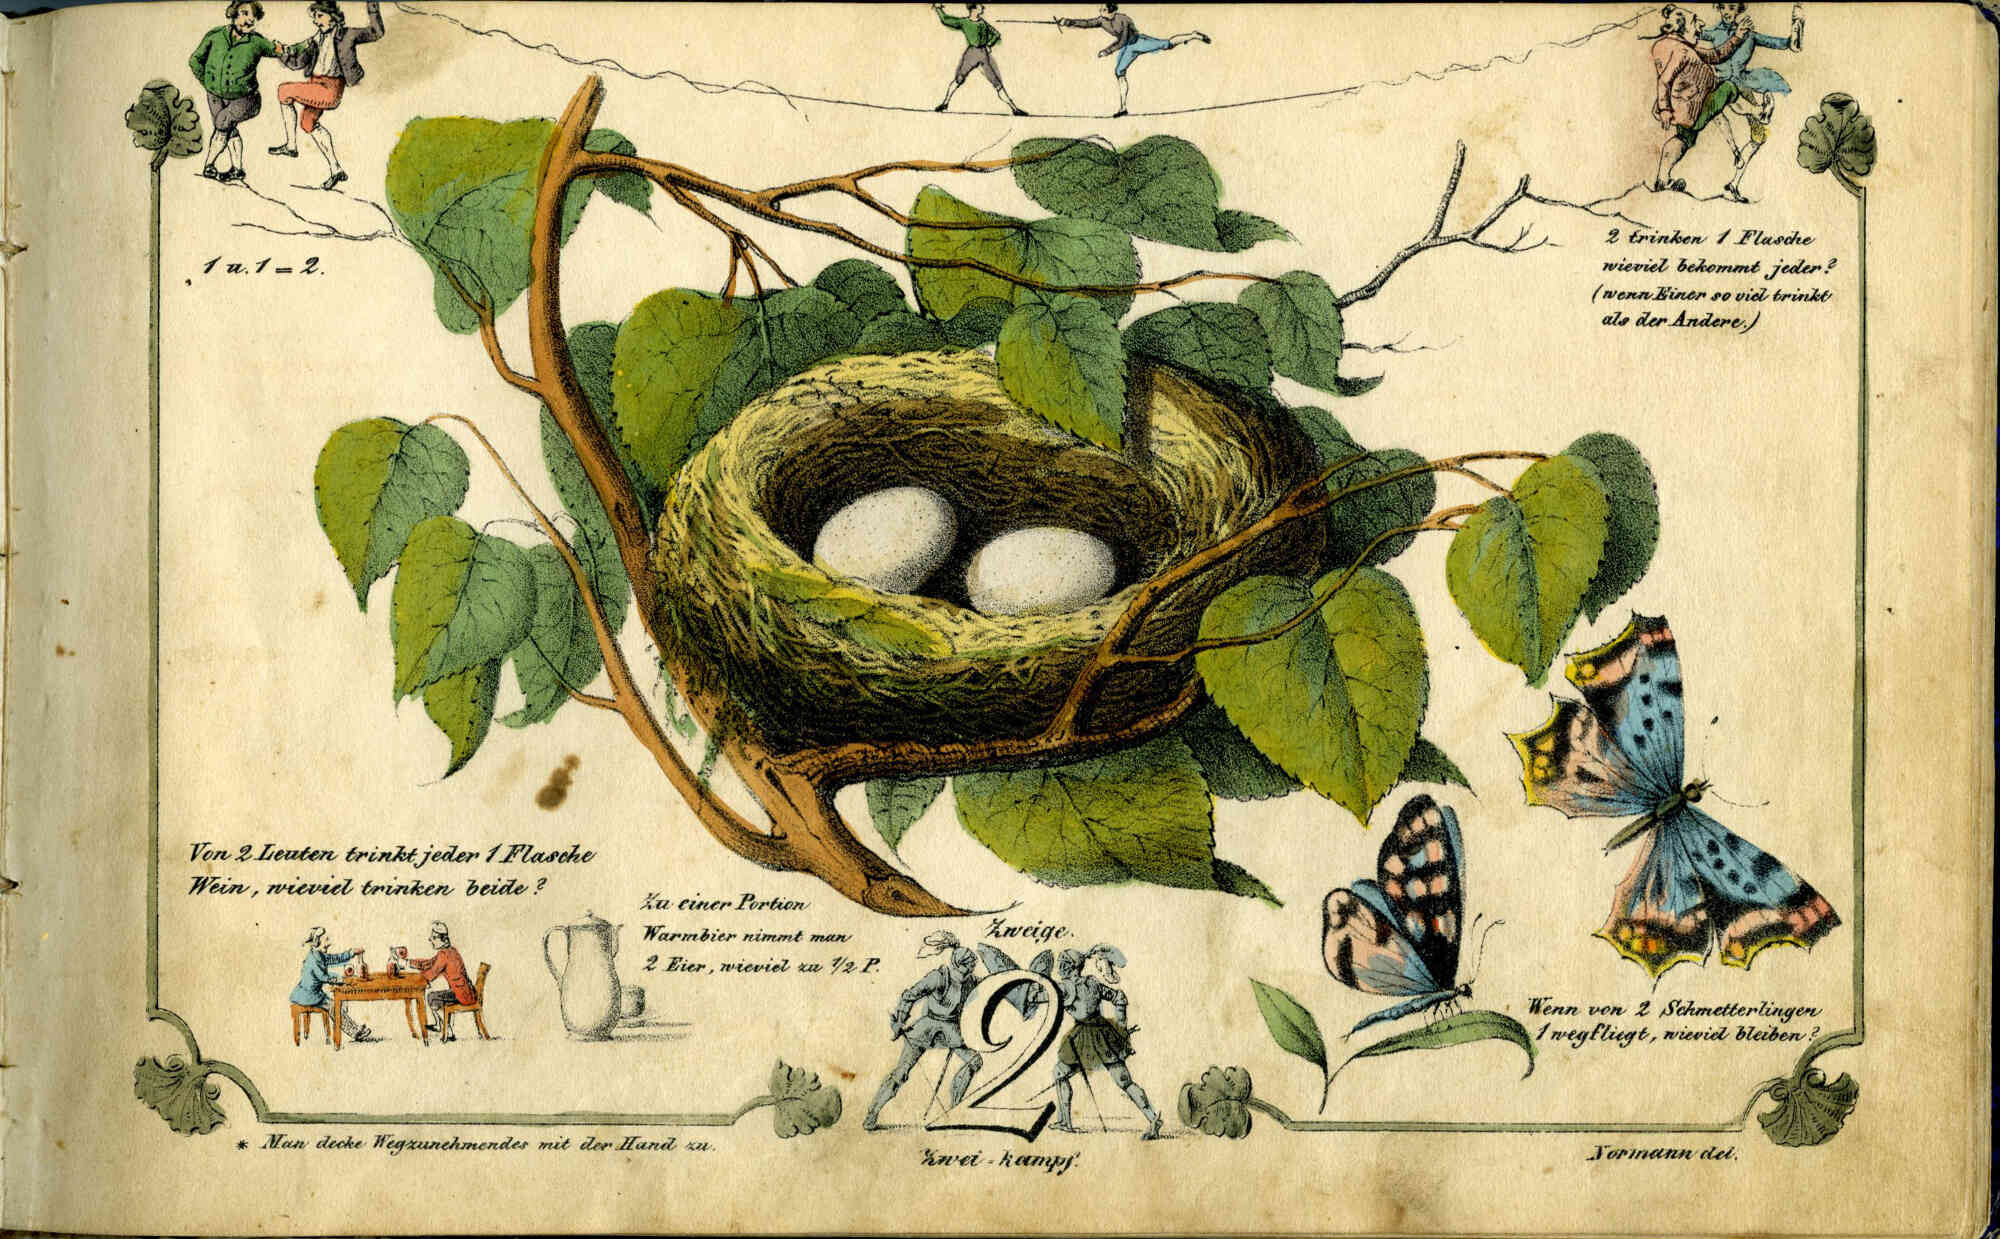 1 u. 1 = 2.
2 trinken 1 Flasche
wieviel bekommt jeder?
(wenn Einer so viel trinkt
als der Andere.)
Von 2 Leuten trinkt jeder 1 Flasche
Wein, wieviel trinken beide?
Zu einer Portion
Warmbier nimmt man
2 Eier, wieviel zu 1/2 P.
Zweige.
2
Zwei-kampf.
Wenn von 2 Schmetterlingen
1 wegfliegt, wieviel bleiben?
* Man decke Wegzunehmendes mit der Hand zu.
Normann del.